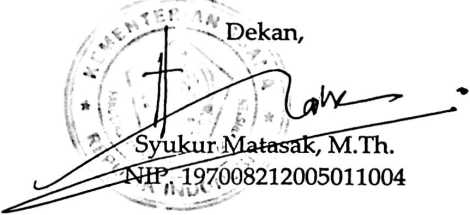 Dekan,
Syukur Matasak, M.Th.
NIP. 197008212005011004